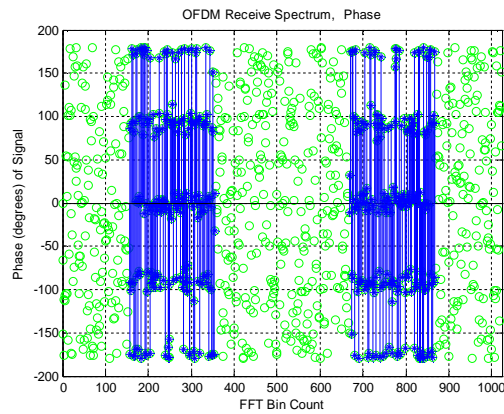 OFDM Receive Spectrum, Phase
Phase (degrees) of Signal
200
150
100
50
0
-50
-100
-150
-200
0 100 200 300 400 500 600 700 800 900 1000
FFT Bin Count